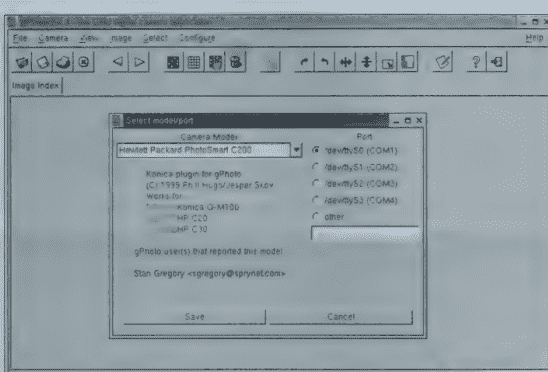 File Camera View Image Select Configure Help
Image Index
Select model/port
Camera Model
Hewlett Packard PhotoSmart C200
Konica plugin for gPhoto
(C) 1999 Phill Hugo/Jesper Skov
Works for
Konica Q-M100
HP C20
HP C30
gPhoto user(s) that reported this model
Stan Gregory <sgregory@sprynet.com>
Port
/dev/ttyS0 (COM1)
/dev/ttyS1 (COM2)
/dev/ttyS2 (COM3)
/dev/ttyS3 (COM4)
other
Save Cancel